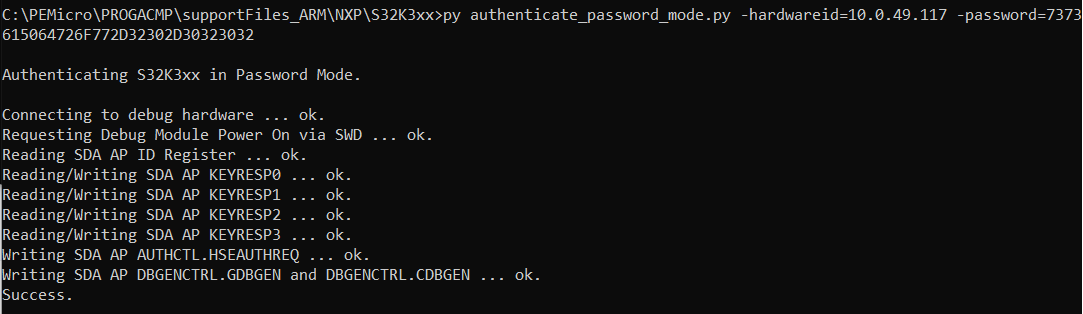 C:\PEMicro\PROGACMP\supportFiles_ARM\NXP\S32K3xx>py authenticate_password_mode.py -hardwareid=10.0.49.117 -password=7373
615064726F772D32302D30323032
Authenticating S32K3xx in Password Mode.
Connecting to debug hardware ... ok.
Requesting Debug Module Power On via SWD ... ok.
Reading SDA AP ID Register ... ok.
Reading/Writing SDA AP KEYRESP0 ... ok.
Reading/Writing SDA AP KEYRESP1 ... ok.
Reading/Writing SDA AP KEYRESP2 ... ok.
Reading/Writing SDA AP KEYRESP3 ... ok.
Writing SDA AP AUTHCTL.HSEAUTHREQ ... ok.
Writing SDA AP DBGENCTRL.GDBGEN and DBGENCTRL.CDBGEN ... ok.
Success.